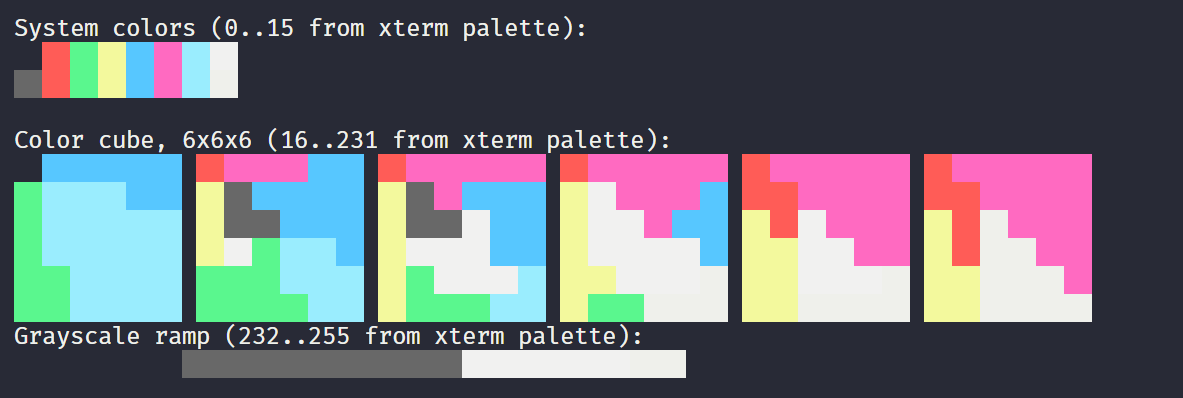 System colors (0..15 from xterm palette):
Color cube, 6x6x6 (16..231 from xterm palette):
Grayscale ramp (232..255 from xterm palette):